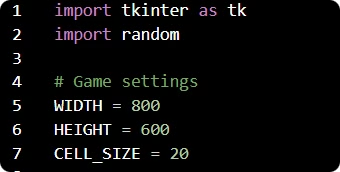 1 import tkinter as tk
2 import random
3
4 # Game settings
5 WIDTH = 800
6 HEIGHT = 600
7 CELL_SIZE = 20